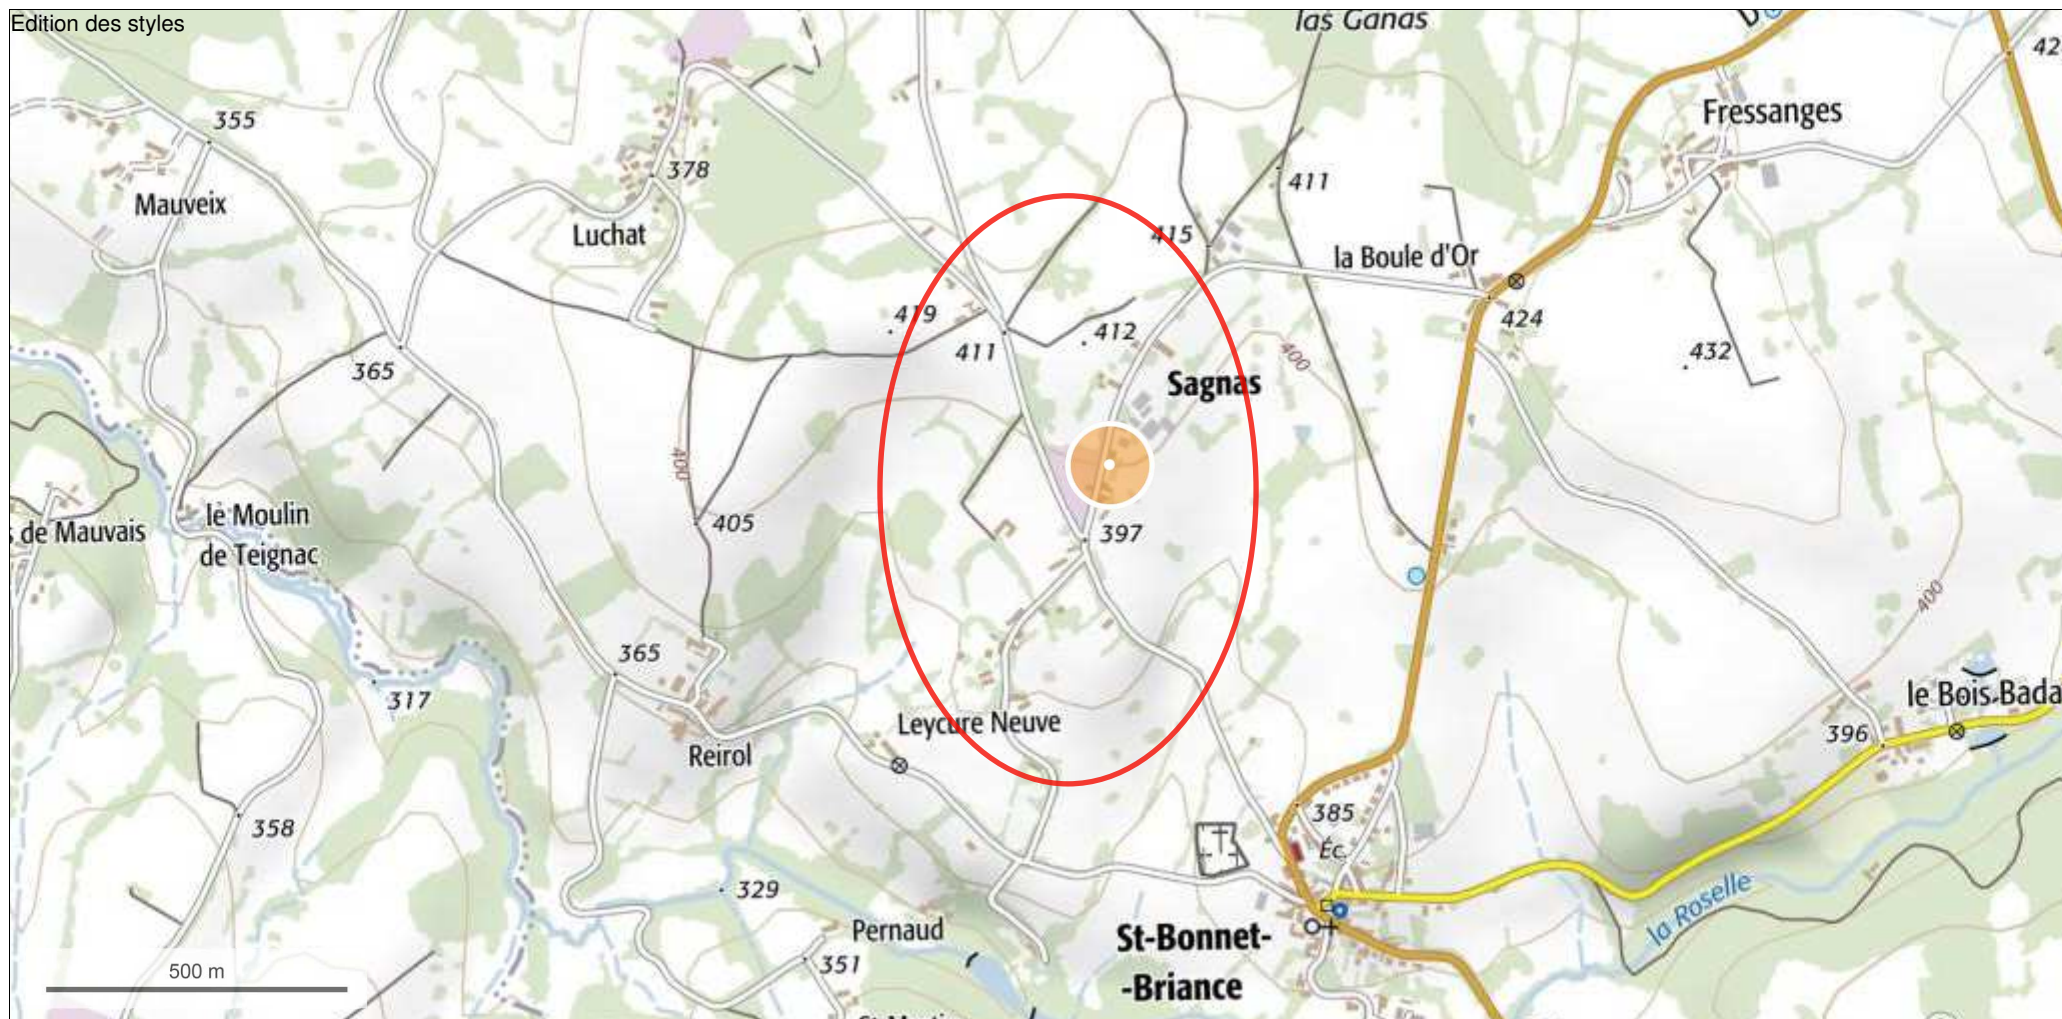 Edition des styles
las Ganas
42
Fressanges
355
378
411
Mauveix
Luchat
415
la Boule d'Or
419
412
424
411
432
365
400
Sagnas
400
le Moulin
de Teignac
de Mauvais
405
397
400
365
317
le Bois Bada
Leycure Neuve
396
Reirol
385
358
Éc.
329
la Roselle
Pernaud
St-Bonnet-
-Briance
351
500 m